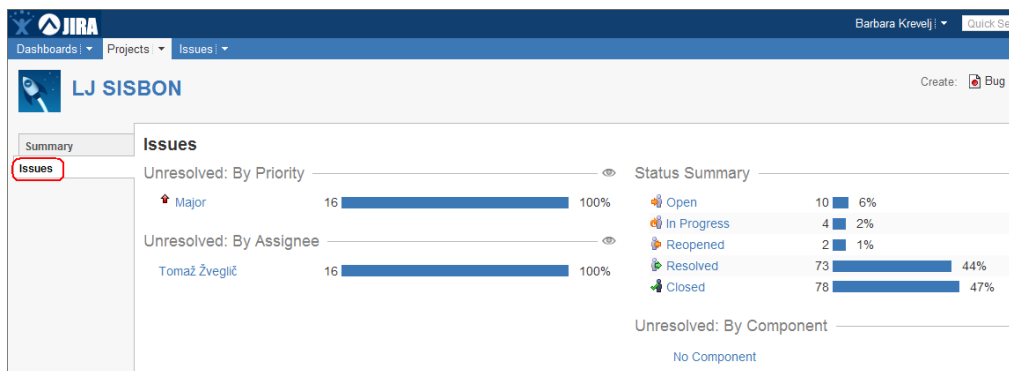 JIRA
Barbara Krevelj
Quick Se
Dashboards Projects Issues
LJ SISBON
Create: Bug
Summary
Issues
Issues
Unresolved: By Priority
Major 16 100%
Unresolved: By Assignee
Tomaž Žveglič 16 100%
Status Summary
Open 10 6%
In Progress 4 2%
Reopened 2 1%
Resolved 73 44%
Closed 78 47%
Unresolved: By Component
No Component